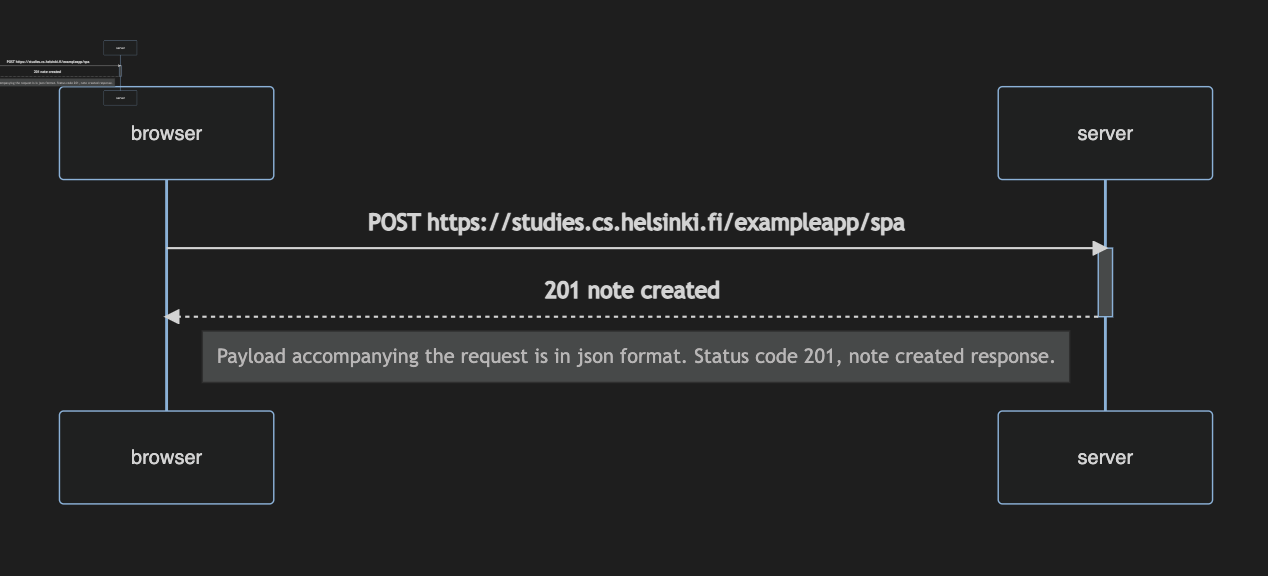 server
POST https://studies.cs.helsinki.fi/exampleapp/spa
201 note created
server
browser
server
POST https://studies.cs.helsinki.fi/exampleapp/spa
201 note created
Payload accompanying the request is in json format. Status code 201, note created response.
browser
server